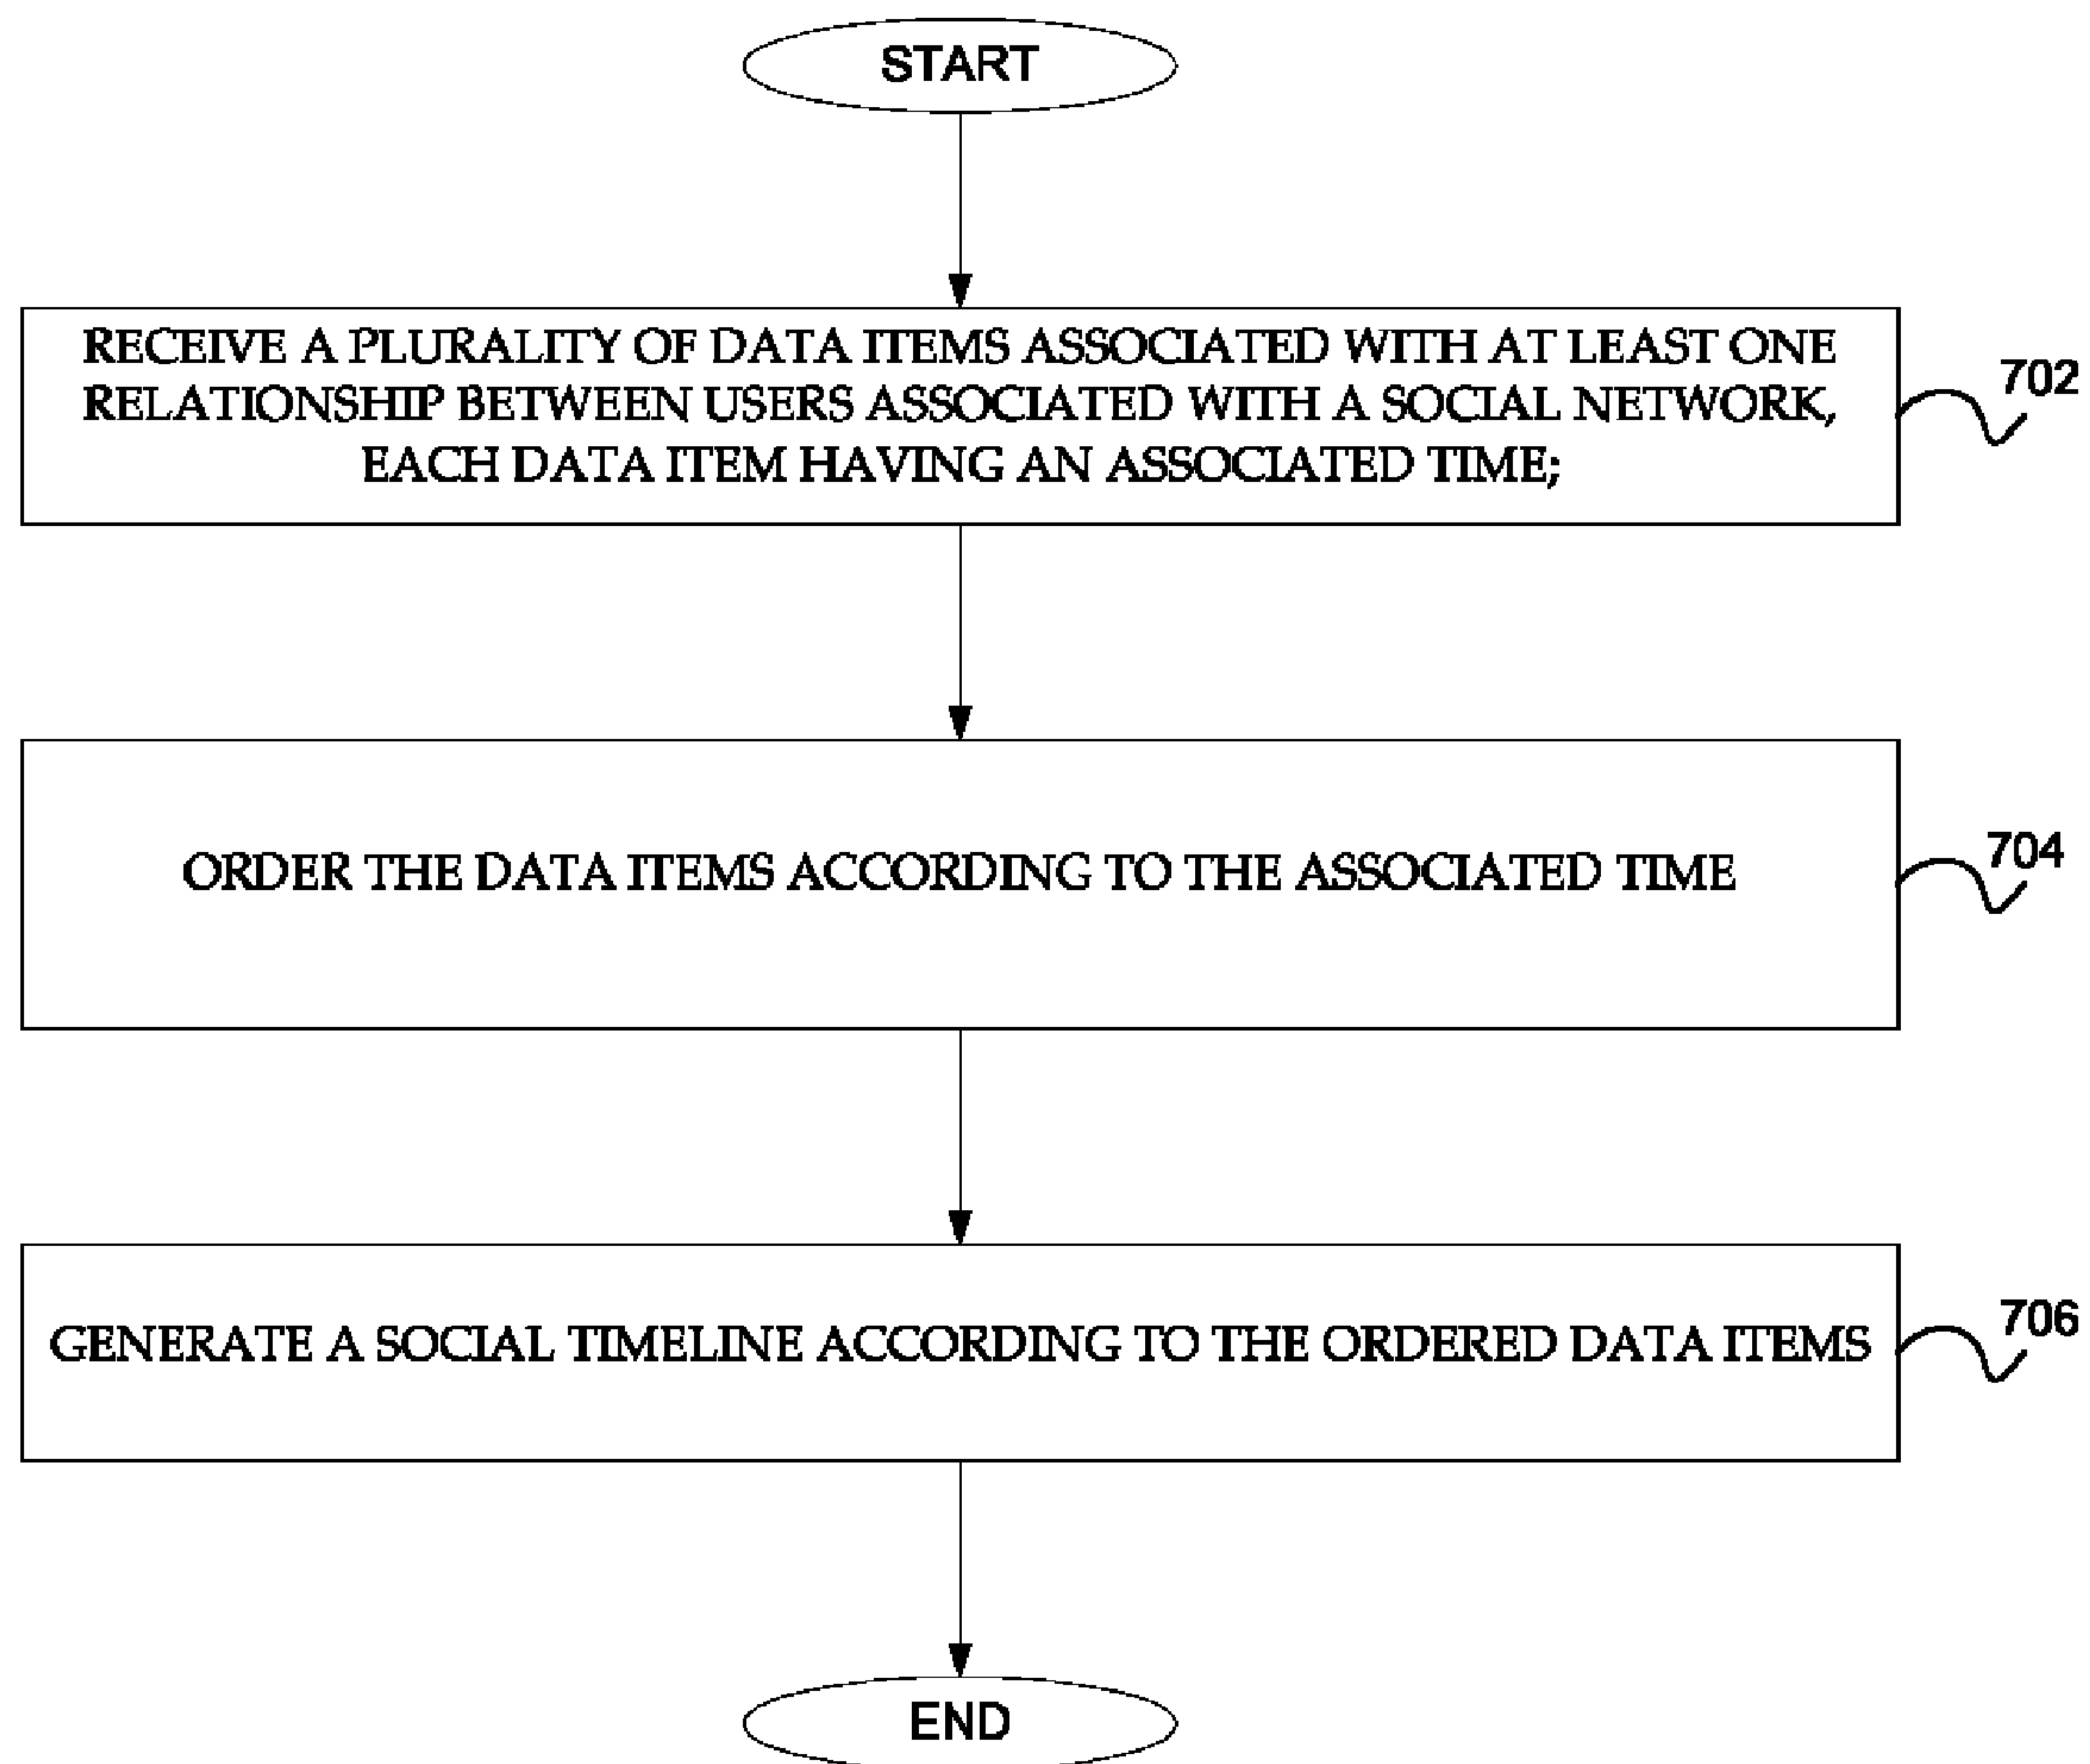 START
RECEIVE A PLURALITY OF DATA ITEMS ASSOCIATED WITH AT LEAST ONE
RELATIONSHIP BETWEEN USERS ASSOCIATED WITH A SOCIAL NETWORK,
EACH DATA ITEM HAVING AN ASSOCIATED TIME;
702
ORDER THE DATA ITEMS ACCORDING TO THE ASSOCIATED TIME
704
GENERATE A SOCIAL TIMELINE ACCORDING TO THE ORDERED DATA ITEMS
706
END